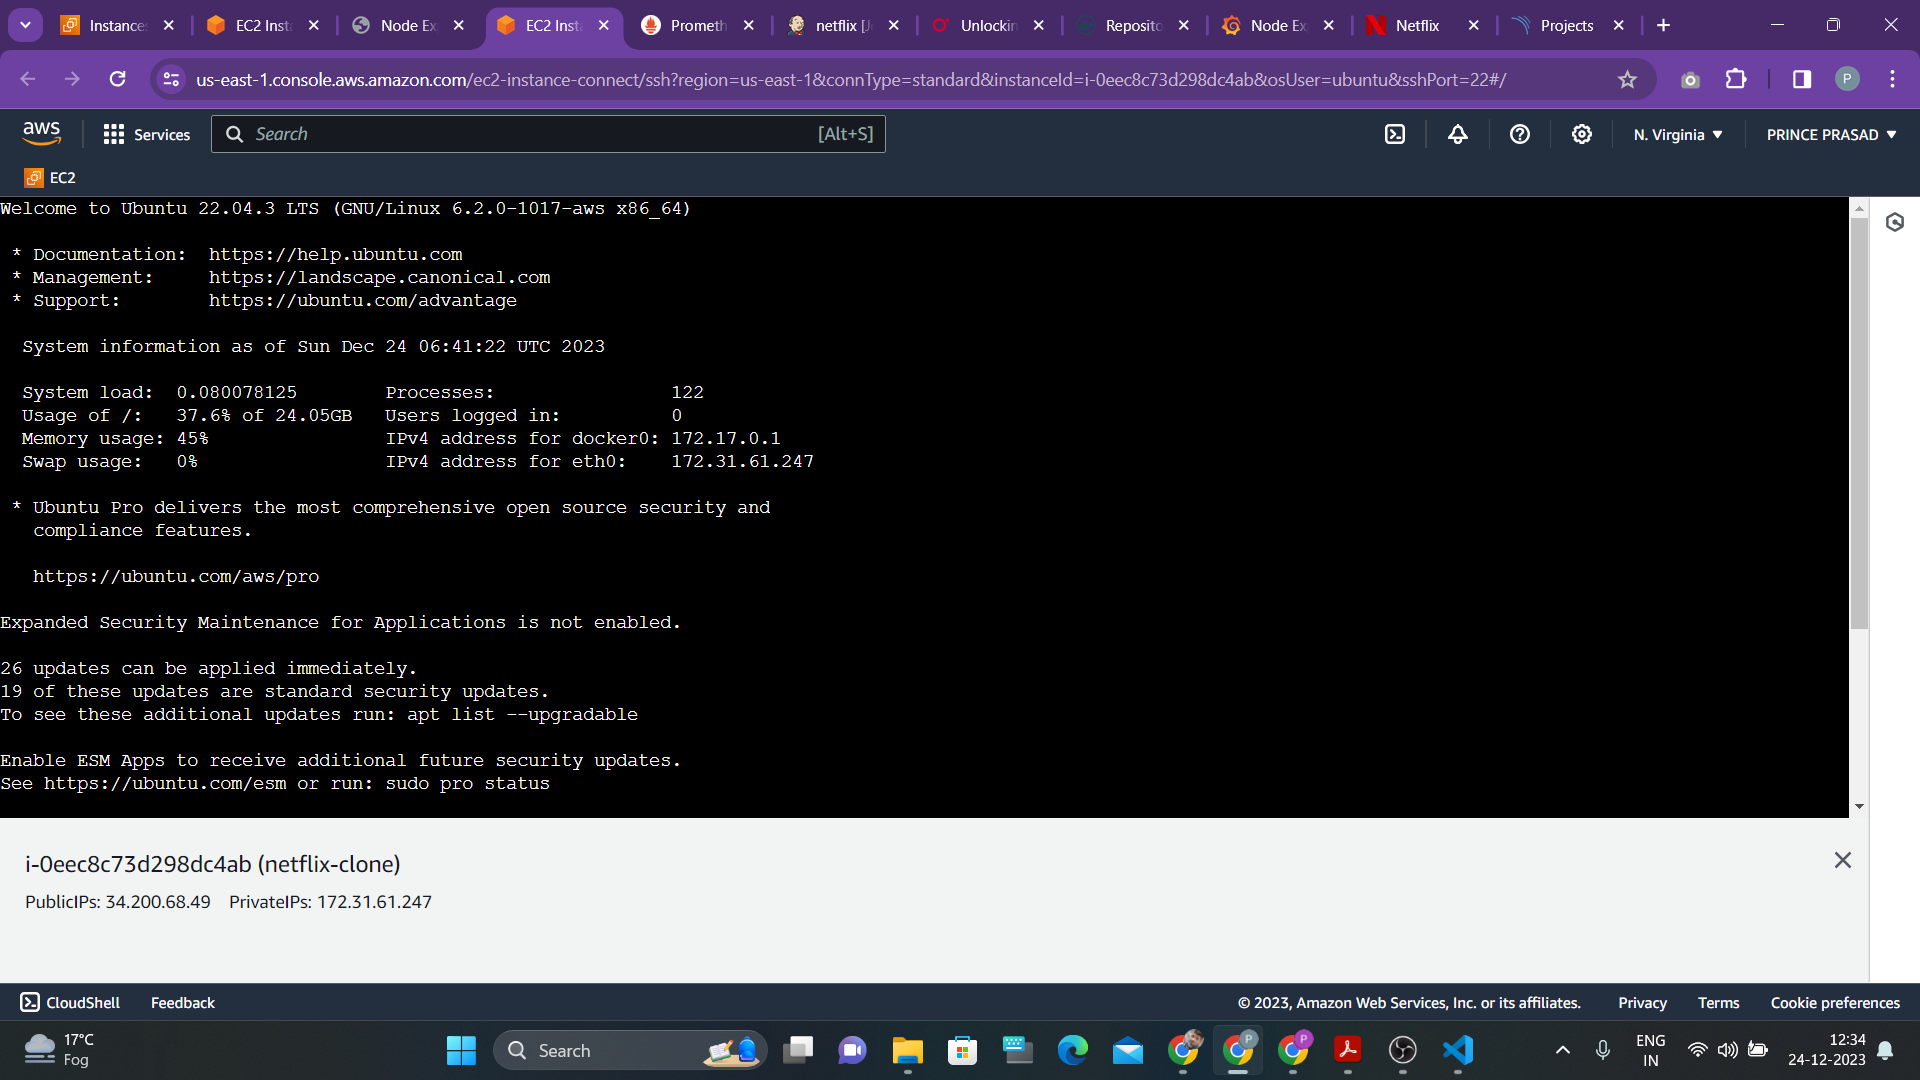 Instances
EC2 Inst
Node Ex
EC2 Inst
Prometh
netflix [J
Unlockin
Reposito
Node Ex
Netflix
Projects
us-east-1.console.aws.amazon.com/ec2-instance-connect/ssh?region=us-east-1&connType=standard&instanceId=i-0eec8c73d298dc4ab&osUser=ubuntu&sshPort=22#/
P
aws
Services
Search
[Alt+S]
N. Virginia
PRINCE PRASAD
EC2
Welcome to Ubuntu 22.04.3 LTS (GNU/Linux 6.2.0-1017-aws x86_64)
* Documentation: https://help.ubuntu.com
* Management: https://landscape.canonical.com
* Support: https://ubuntu.com/advantage
System information as of Sun Dec 24 06:41:22 UTC 2023
System load: 0.080078125 Processes: 122
Usage of /: 37.6% of 24.05GB Users logged in: 0
Memory usage: 45% IPv4 address for docker0: 172.17.0.1
Swap usage: 0% IPv4 address for eth0: 172.31.61.247
* Ubuntu Pro delivers the most comprehensive open source security and
compliance features.
https://ubuntu.com/aws/pro
Expanded Security Maintenance for Applications is not enabled.
26 updates can be applied immediately.
19 of these updates are standard security updates.
To see these additional updates run: apt list --upgradable
Enable ESM Apps to receive additional future security updates.
See https://ubuntu.com/esm or run: sudo pro status
i-0eec8c73d298dc4ab (netflix-clone)
PublicIPs: 34.200.68.49 PrivateIPs: 172.31.61.247
CloudShell
Feedback
© 2023, Amazon Web Services, Inc. or its affiliates.
Privacy
Terms
Cookie preferences
17°C
Fog
Search
P
P
ENG
IN
12:34
24-12-2023